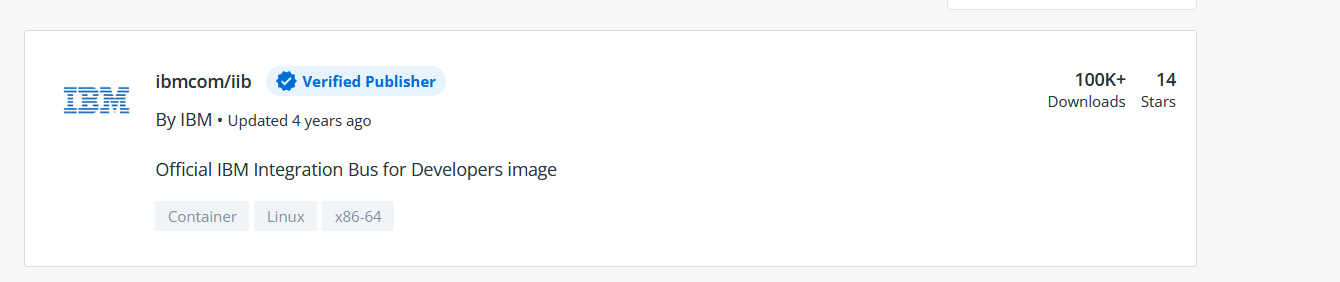 IBM
ibmcom/iib Verified Publisher
By IBM • Updated 4 years ago
Official IBM Integration Bus for Developers image
Container Linux x86-64
100K+ 14
Downloads Stars